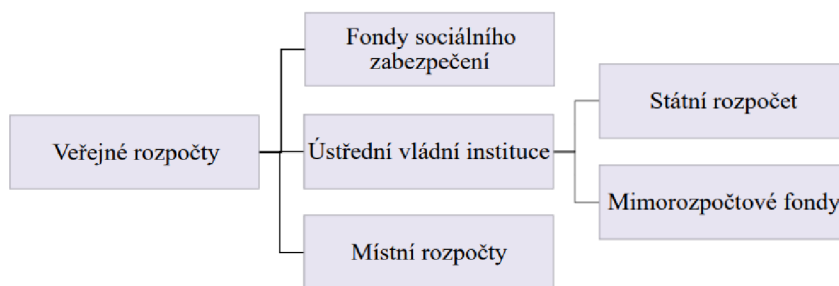 Fondy sociálního
zabezpečení
Státní rozpočet
Veřejné rozpočty
Ústřední vládní instituce
Mimorozpočtové fondy
Místní rozpočty